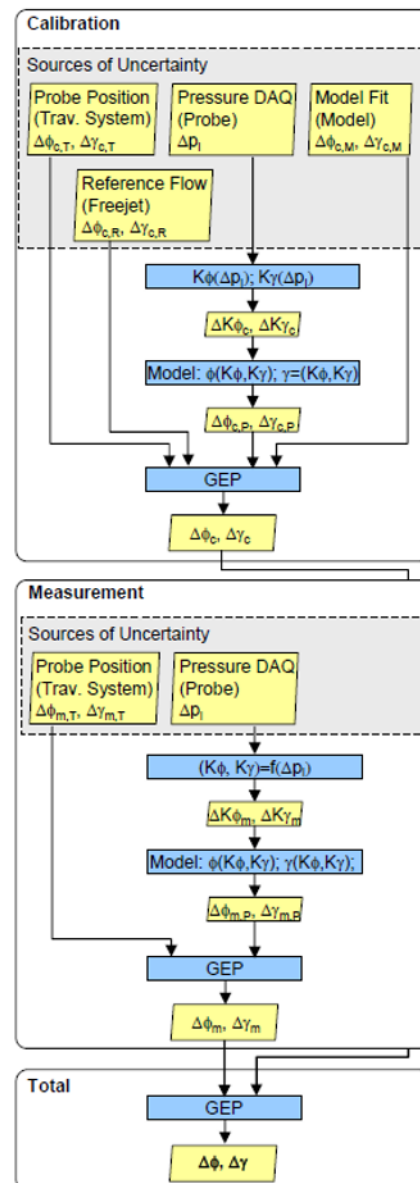 Calibration
Sources of Uncertainty
Probe Position
(Trav. System)
Δϕc,T, Δγc,T
Pressure DAQ
(Probe)
Δpi
Model Fit
(Model)
Δϕc,M, Δγc,M
Reference Flow
(Freejet)
Δϕc,R, Δγc,R
Kϕ(Δpi); Kγ(Δpi)
ΔKϕc, ΔKγc
Model: ϕ(Kϕ,Kγ); γ=(Kϕ,Kγ)
Δϕc,P, Δγc,P
GEP
Δϕc, Δγc
Measurement
Sources of Uncertainty
Probe Position
(Trav. System)
Δϕm,T, Δγm,T
Pressure DAQ
(Probe)
Δpi
(Kϕ, Kγ)=f(Δpi)
ΔKϕm, ΔKγm
Model: ϕ(Kϕ,Kγ); γ(Kϕ,Kγ);
Δϕm,P, Δγm,P
GEP
Δϕm, Δγm
Total
GEP
Δϕ, Δγ